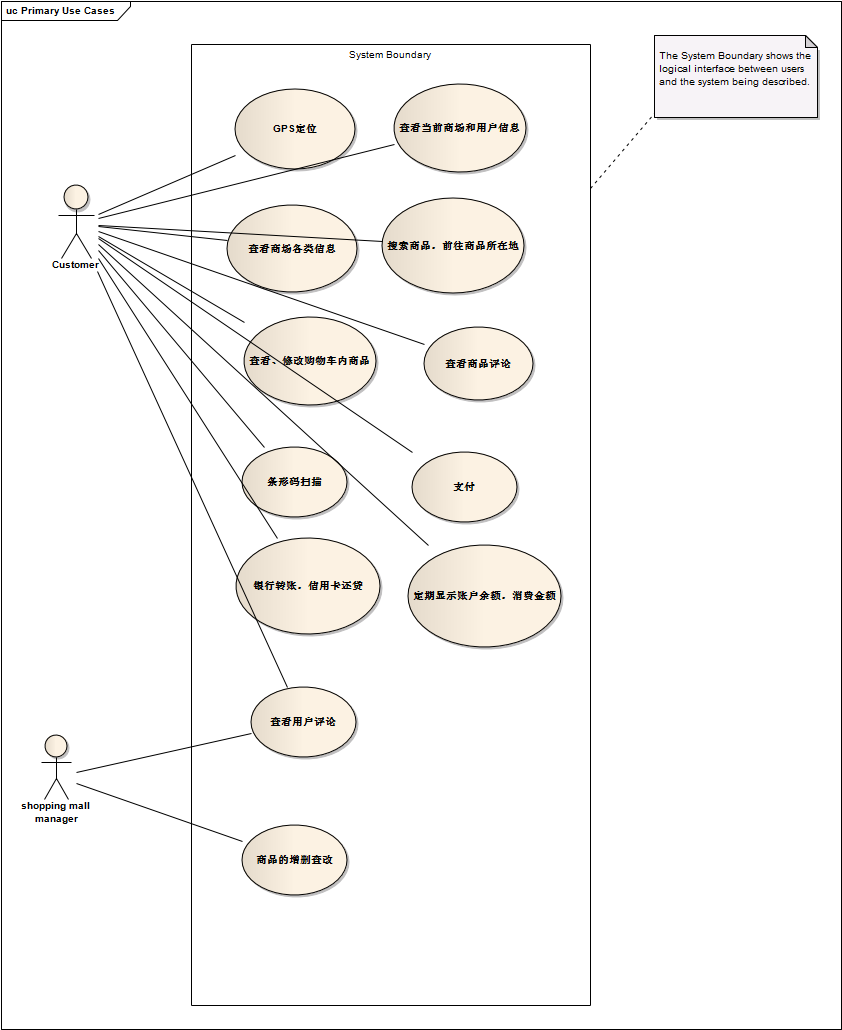 uc Primary Use Cases
System Boundary
The System Boundary shows the
logical interface between users
and the system being described.
GPS定位
查看当前商场和用户信息
Customer
查看商场各类信息
搜索商品，前往商品所在地
查看、修改购物车内商品
查看商品评论
条形码扫描
支付
银行转账，信用卡还贷
定期显示账户余额，消费金额
查看用户评论
shopping mall
manager
商品的增删查改